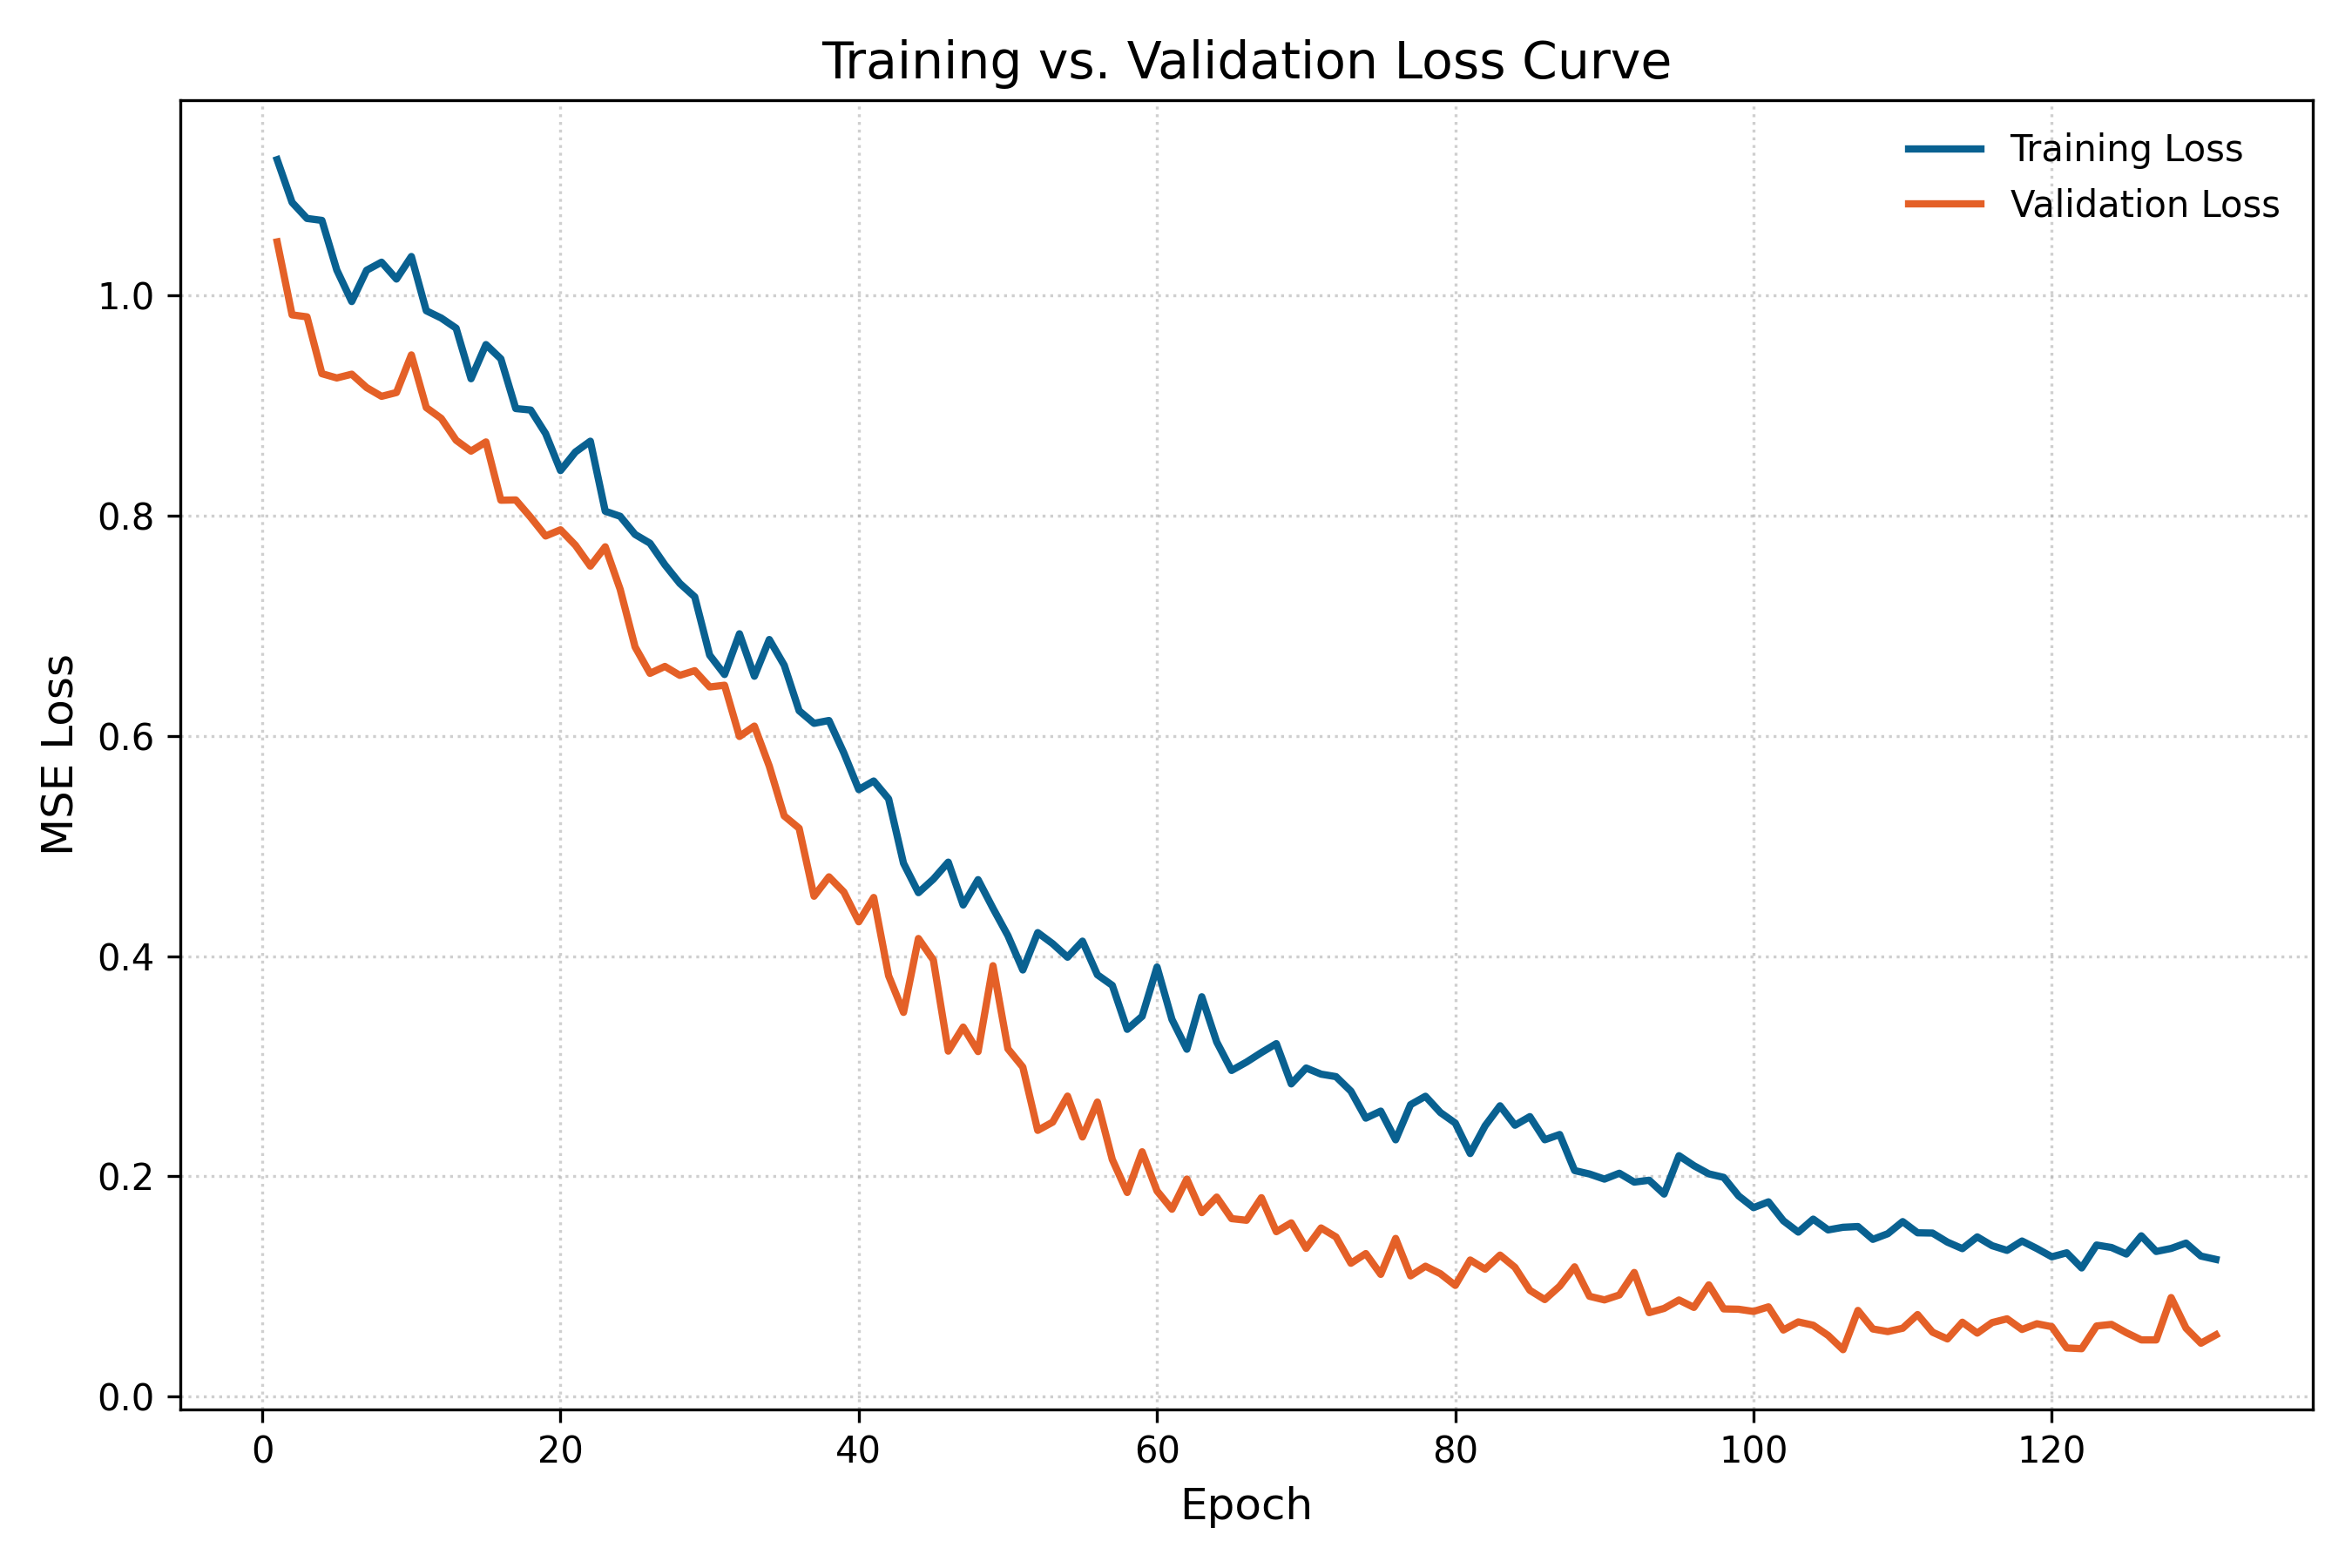 Training vs. Validation Loss Curve
Training Loss
Validation Loss
MSE Loss
1.0
0.8
0.6
0.4
0.2
0.0
0 20 40 60 80 100 120
Epoch